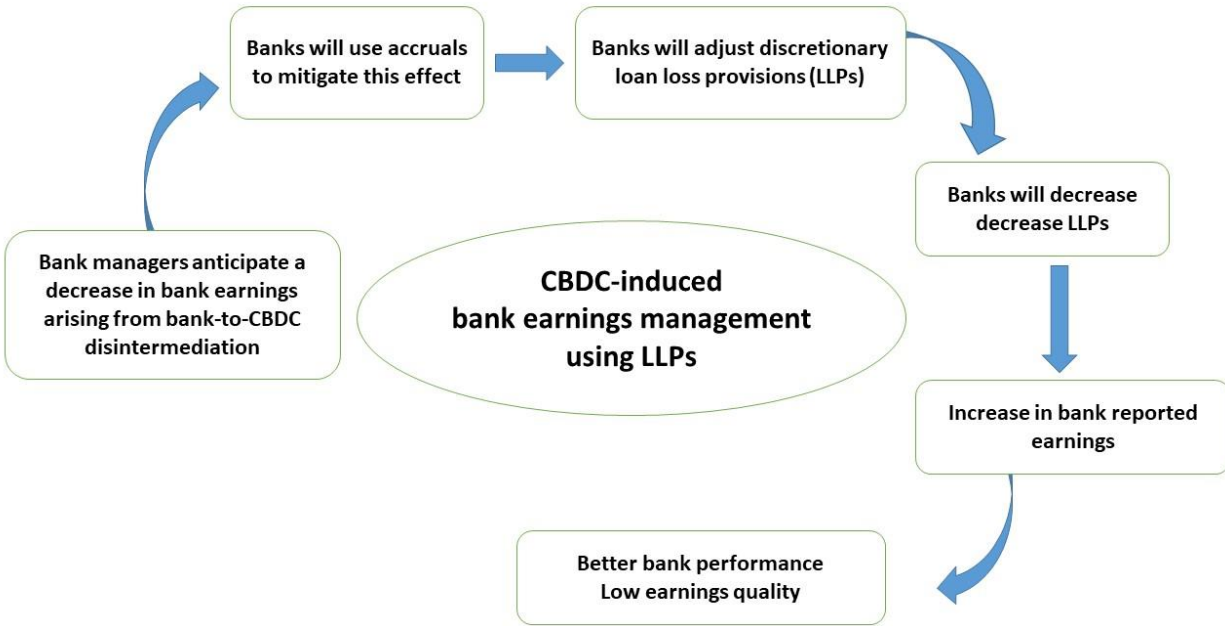 Banks will use accruals
to mitigate this effect
Banks will adjust discretionary
loan loss provisions (LLPs)
Banks will decrease
decrease LLPs
Bank managers anticipate a
decrease in bank earnings
arising from bank-to-CBDC
disintermediation
CBDC-induced
bank earnings management
using LLPs
Increase in bank reported
earnings
Better bank performance
Low earnings quality